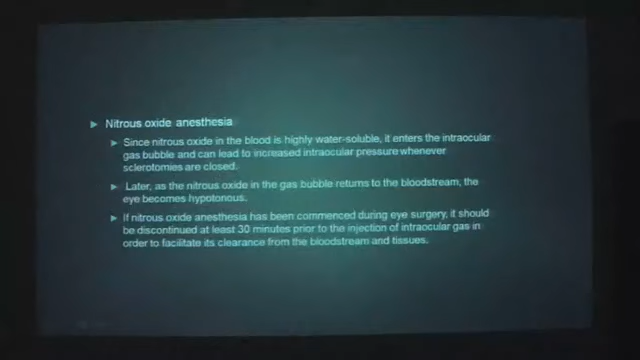 Nitrous oxide anesthesia
Since nitrous oxide in the blood is highly water-soluble, it enters the intraocular
gas bubble and can lead to increased intraocular pressure whenever
sclerotomies are closed.
Later, as the nitrous oxide in the gas bubble returns to the bloodstream, the
eye becomes hypotonous.
If nitrous oxide anesthesia has been commenced during eye surgery, it should
be discontinued at least 30 minutes prior to the injection of intraocular gas in
order to facilitate its clearance from the bloodstream and tissues.